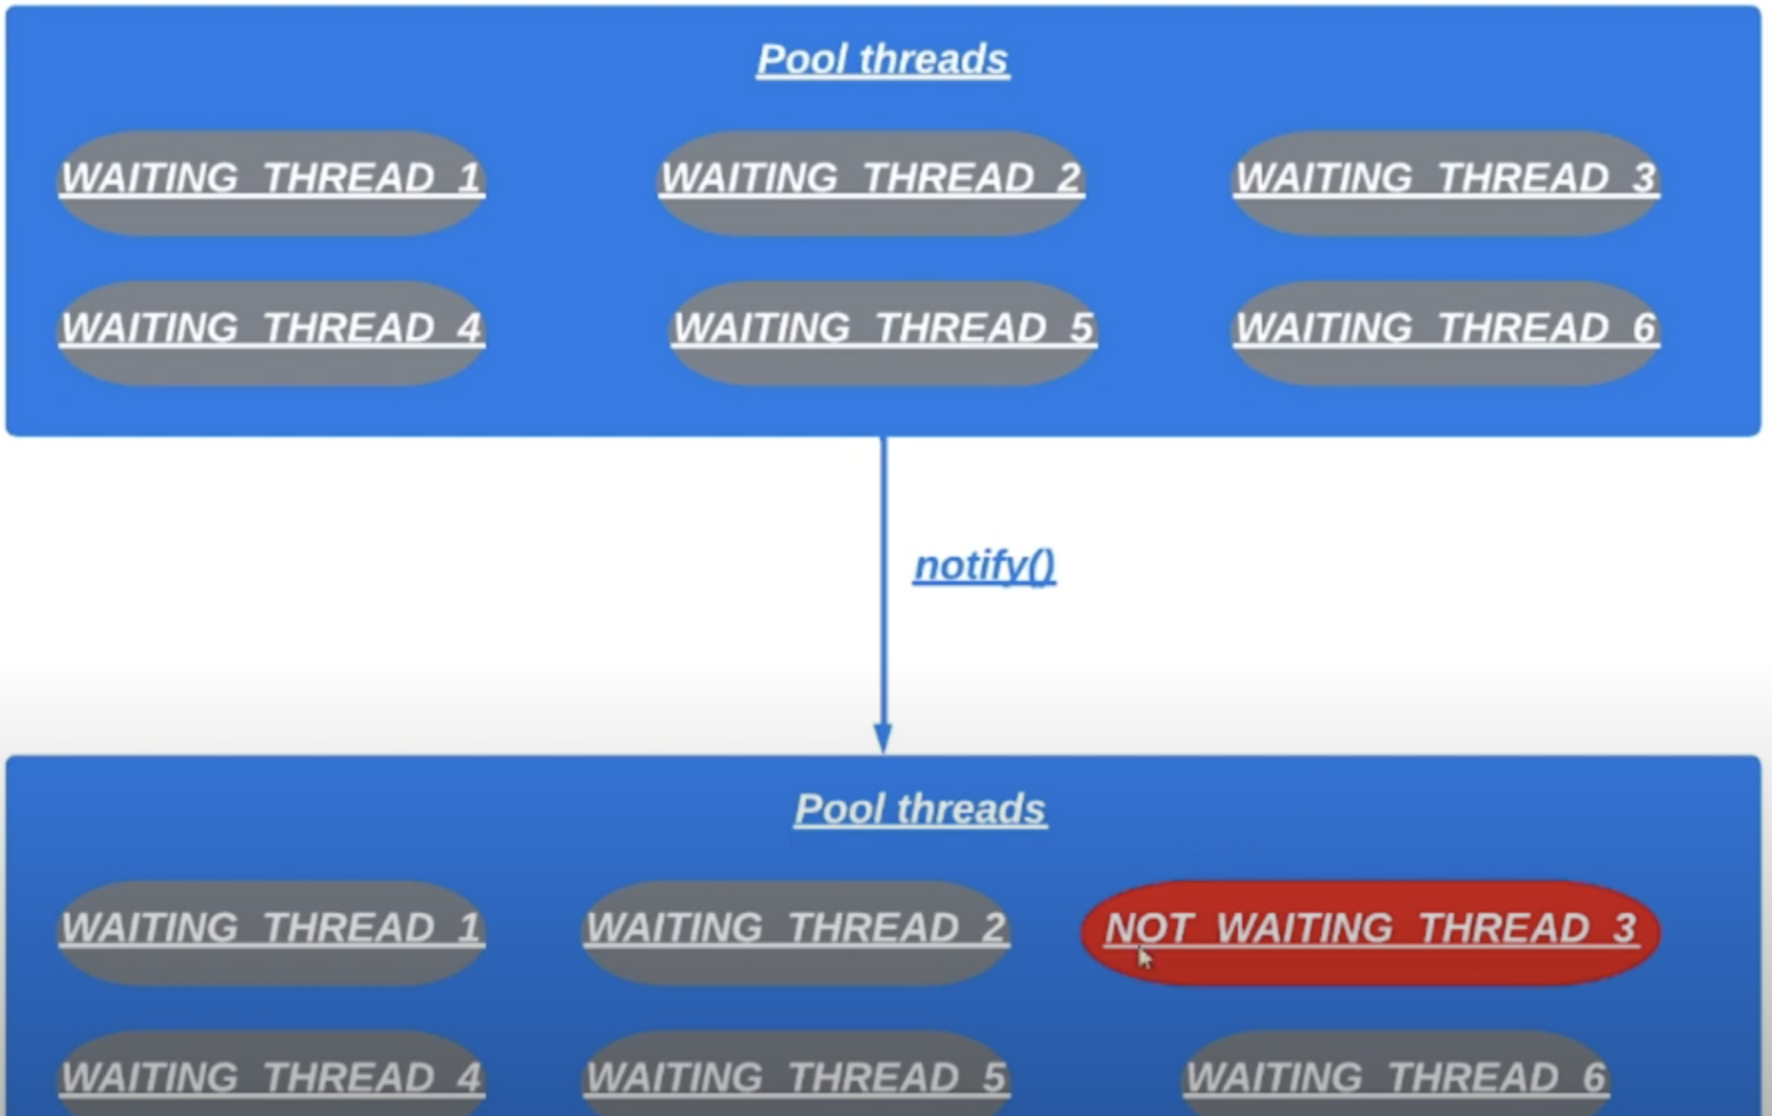 Pool threads
WAITING THREAD 1
WAITING THREAD 2
WAITING THREAD 3
WAITING THREAD 4
WAITING THREAD 5
WAITING THREAD 6
notify()
Pool threads
WAITING THREAD 1
WAITING THREAD 2
NOT WAITING THREAD 3
WAITING THREAD 4
WAITING THREAD 5
WAITING THREAD 6